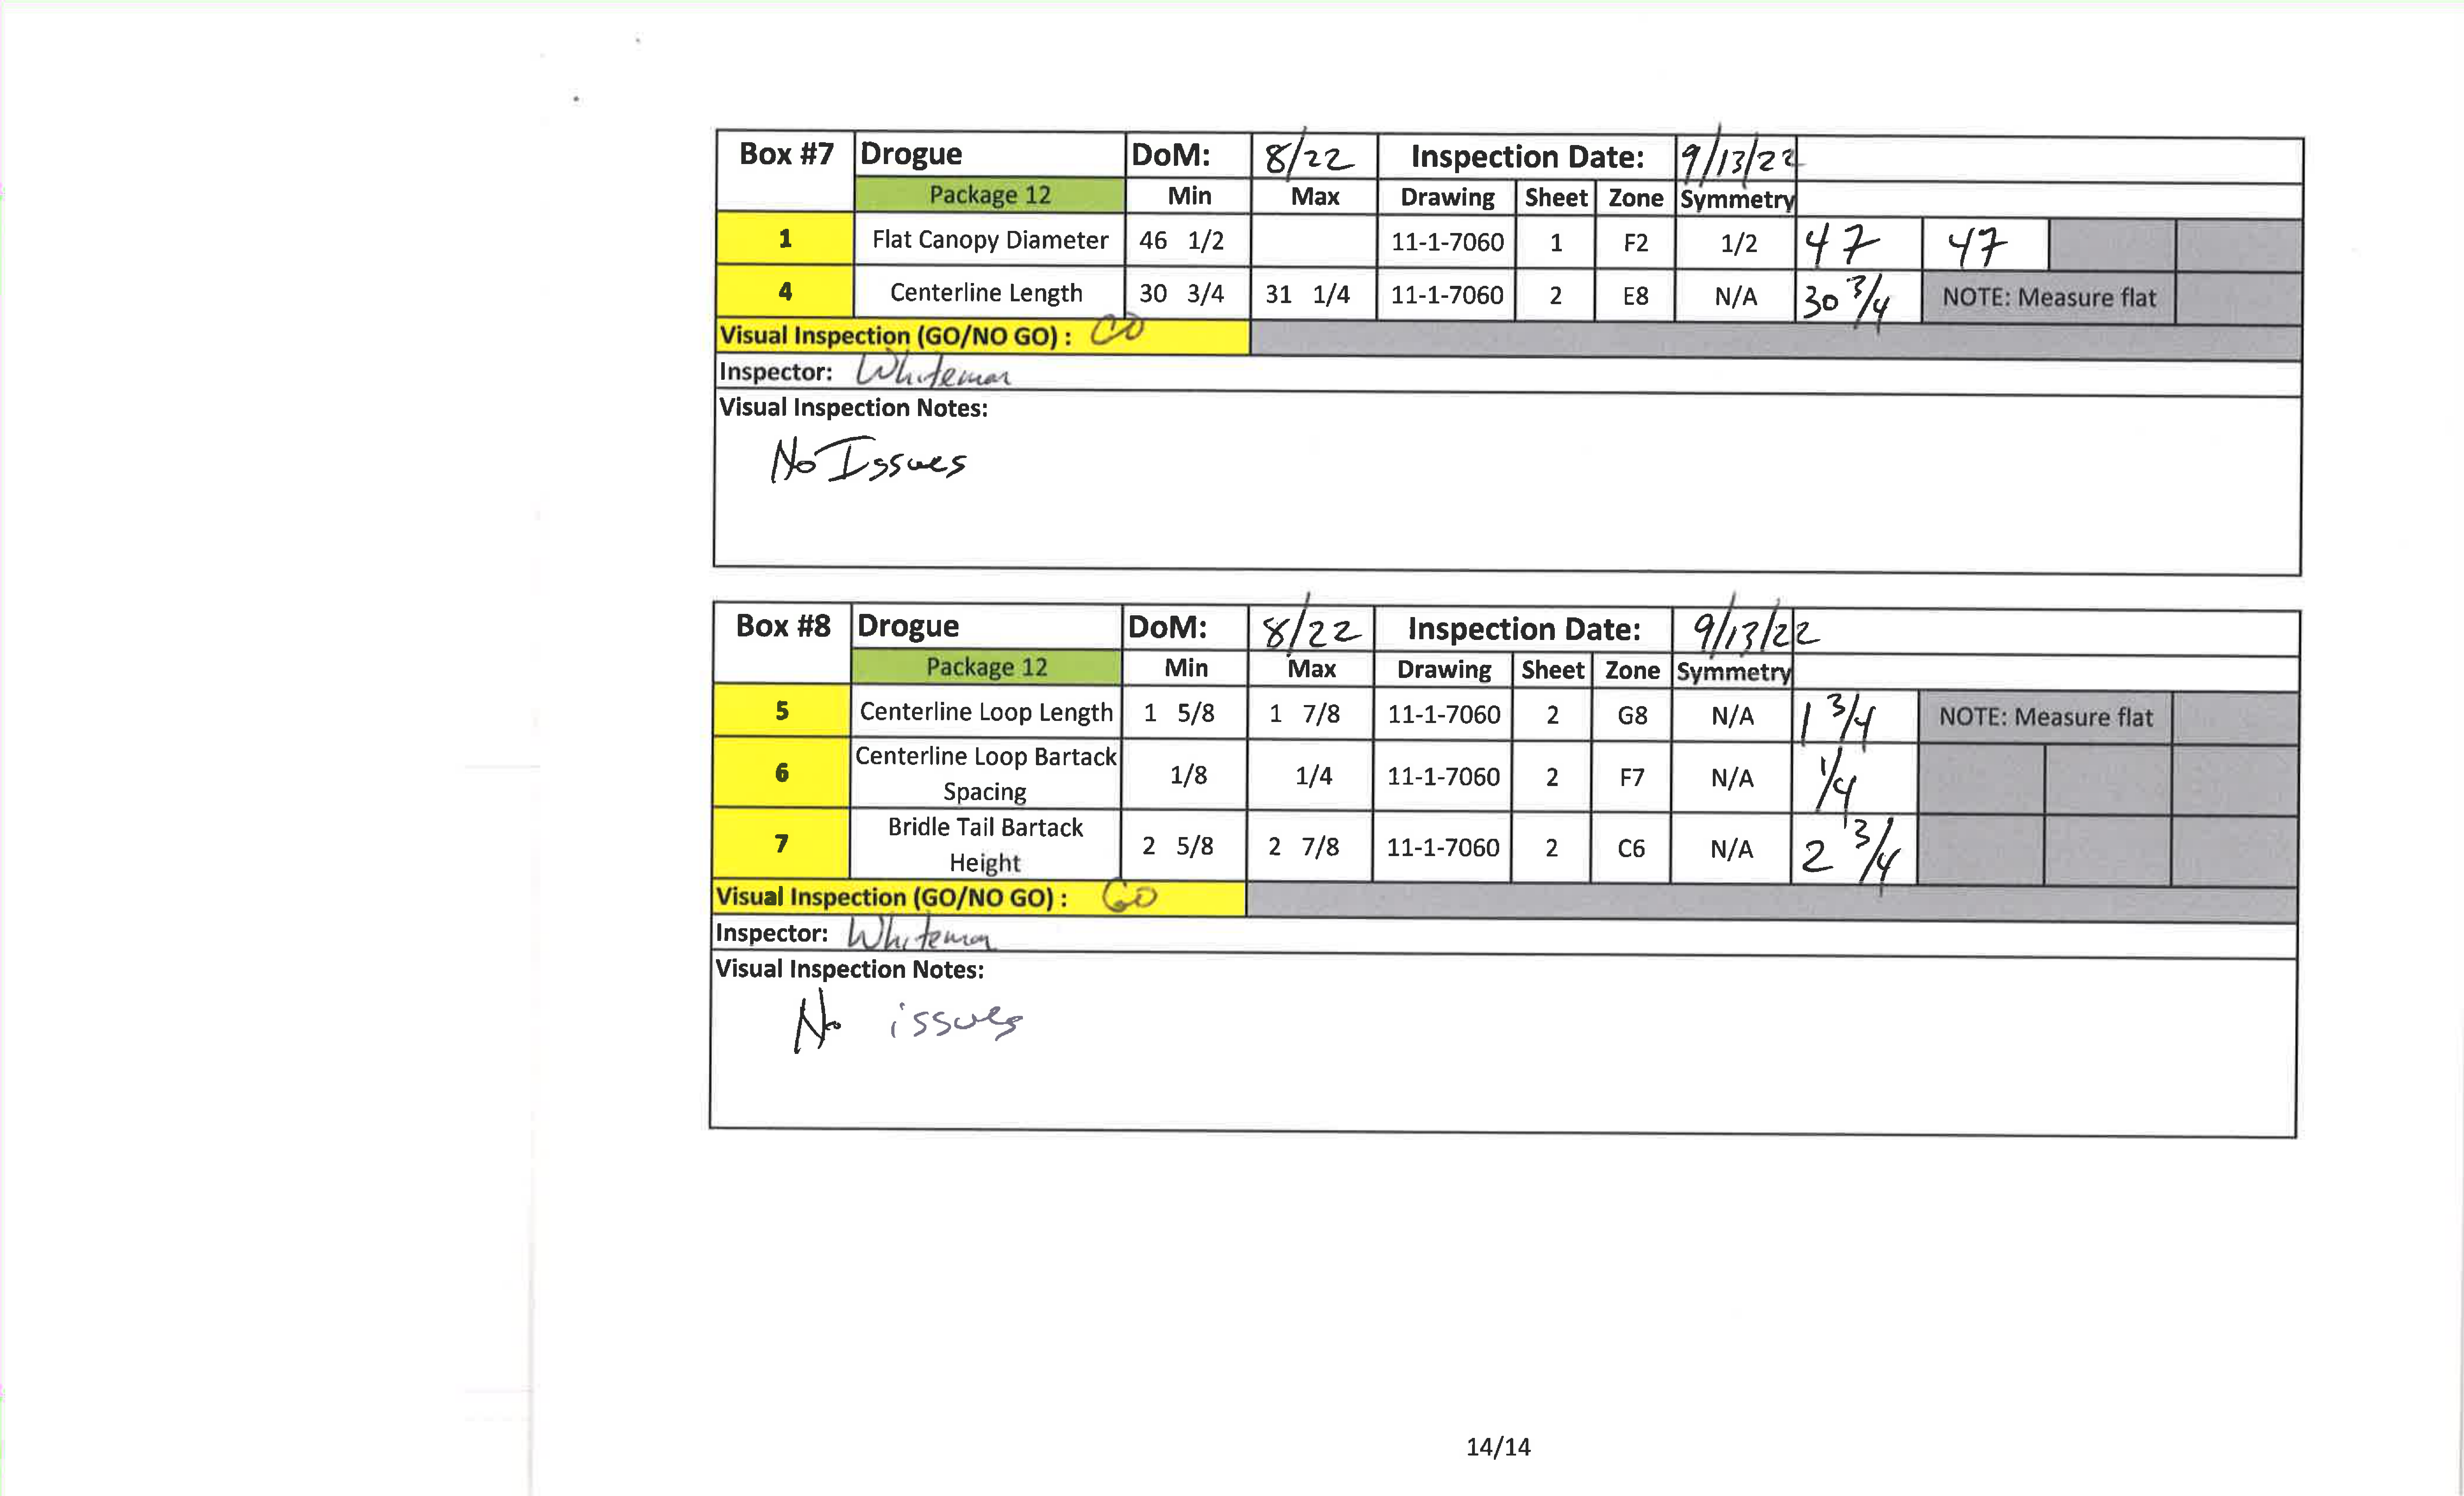 Box #7 Drogue DoM: 8/22 Inspection Date: 9/13/22
Package 12 Min Max Drawing Sheet Zone Symmetry
1 Flat Canopy Diameter 46 1/2 11-1-7060 1 F2 1/2 47 47
4 Centerline Length 30 3/4 31 1/4 11-1-7060 2 E8 N/A 30 3/4 NOTE: Measure flat
Visual Inspection (GO/NO GO) : GO
Inspector: Whiteman
Visual Inspection Notes:
No Issues
Box #8 Drogue DoM: 8/22 Inspection Date: 9/13/22
Package 12 Min Max Drawing Sheet Zone Symmetry
5 Centerline Loop Length 1 5/8 1 7/8 11-1-7060 2 G8 N/A 1 3/4 NOTE: Measure flat
6 Centerline Loop Bartack Spacing 1/8 1/4 11-1-7060 2 F7 N/A 1/4
7 Bridle Tail Bartack Height 2 5/8 2 7/8 11-1-7060 2 C6 N/A 2 3/4
Visual Inspection (GO/NO GO) : GO
Inspector: Whiteman
Visual Inspection Notes:
No issues
14/14